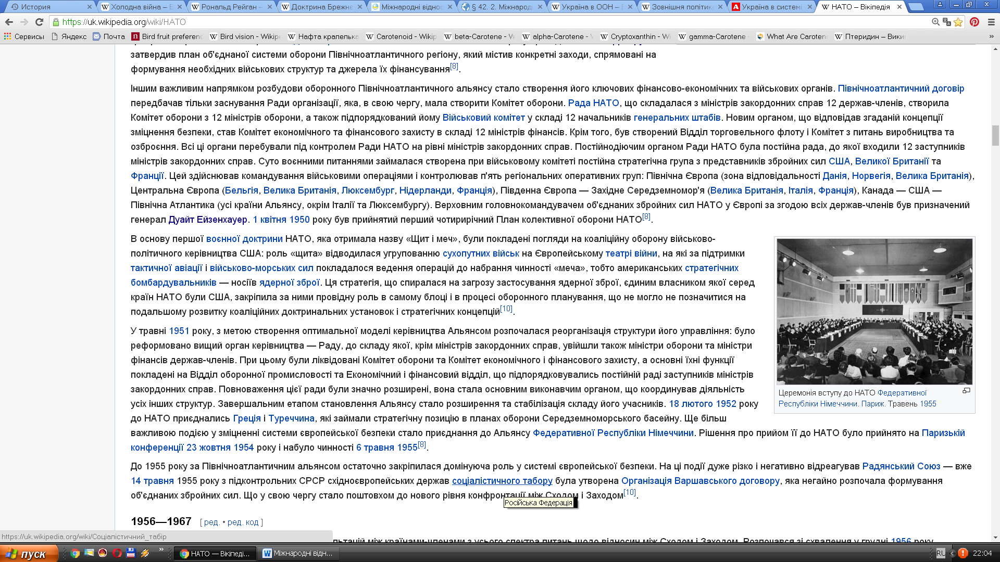 История
Холодна війна – В
Рональд Рейган –
Доктрина Брежнє
Міжнародні віднос
§ 42. 2. Міжнарод
Україна в ООН – В
Зовнішня політик
Україна в системі
НАТО – Вікіпедія
https://uk.wikipedia.org/wiki/НАТО
Сервисы
Яндекс
Почта
Bird fruit preferenc
Bird vision - Wikip
Нафта крапелька
Carotenoid - Wikip
beta-Carotene - W
alpha-Carotene - W
Cryptoxanthin - Wi
gamma-Carotene
What Are Caroten
Птеридин – Вики
»
затвердив план об'єднаної системи оборони Північноатлантичного регіону, який містив конкретні заходи, спрямовані на
формування необхідних військових структур та джерела їх фінансування[8].
Іншим важливим напрямком розбудови оборонного Північноатлантичного альянсу стало створення його ключових фінансово-економічних та військових органів. Північноатлантичний договір
передбачав тільки заснування Ради організації, яка, в свою чергу, мала створити Комітет оборони. Рада НАТО, що складалася з міністрів закордонних справ 12 держав-членів, створила
Комітет оборони з 12 міністрів оборони, а також підпорядкований йому Військовий комітет у складі 12 начальників генеральних штабів. Новим органом, що відповідав згаданій концепції
зміцнення безпеки, став Комітет економічного та фінансового захисту в складі 12 міністрів фінансів. Крім того, був створений Відділ торговельного флоту і Комітет з питань виробництва та
озброєння. Всі ці органи перебували під контролем Ради НАТО на рівні міністрів закордонних справ. Постійнодіючим органом Ради НАТО була постійна рада, до якої входили 12 заступників
міністрів закордонних справ. Суто воєнними питаннями займалася створена при військовому комітеті постійна стратегічна група з представників збройних сил США, Великої Британії та
Франції. Цей здійснював командування військовими операціями і контролював п'ять регіональних оперативних груп: Північна Європа (зона відповідальності Данія, Норвегія, Велика Британія),
Центральна Європа (Бельгія, Велика Британія, Люксембург, Нідерланди, Франція), Південна Європа — Західне Середземномор'я (Велика Британія, Італія, Франція), Канада — США —
Північна Атлантика (усі країни Альянсу, окрім Італії та Люксембургу). Верховним головнокомандувачем об'єднаних збройних сил НАТО у Європі за згодою всіх держав-членів був призначений
генерал Дуайт Ейзенхауер. 1 квітня 1950 року був прийнятий перший чотирирічний План колективної оборони НАТО[8].
В основу першої воєнної доктрини НАТО, яка отримала назву «Щит і меч», були покладені погляди на коаліційну оборону військово-
політичного керівництва США: роль «щита» відводилася угрупованню сухопутних військ на Європейському театрі війни, на які за підтримки
тактичної авіації і військово-морських сил покладалося ведення операцій до набрання чинності «меча», тобто американських стратегічних
бомбардувальників — носіїв ядерної зброї. Ця стратегія, що спиралася на загрозу застосування ядерної зброї, єдиним власником якої серед
країн НАТО були США, закріпила за ними провідну роль в самому блоці і в процесі оборонного планування, що не могло не позначитися на
подальшому розвитку коаліційних доктринальних установок і стратегічних концепцій[10].
Церемонія вступу до НАТО Федеративної
Республіки Німеччини. Париж. Травень 1955
У травні 1951 року, з метою створення оптимальної моделі керівництва Альянсом розпочалася реорганізація структури його управління: було
реформовано вищий орган керівництва — Раду, до складу якої, крім міністрів закордонних справ, увійшли також міністри оборони та міністри
фінансів держав-членів. При цьому були ліквідовані Комітет оборони та Комітет економічного і фінансового захисту, а основні їхні функції
покладені на Відділ оборонної промисловості та Економічний і фінансовий відділ, що підпорядковувались постійній раді заступників міністрів
закордонних справ. Повноваження цієї ради були значно розширені, вона стала основним виконавчим органом, що координував діяльність
усіх інших структур. Завершальним етапом становлення Альянсу стало розширення та стабілізація складу його учасників. 18 лютого 1952 року
до НАТО приєднались Греція і Туреччина, які займали стратегічну позицію в планах оборони Середземноморського басейну. Ще більш
важливою подією у зміцненні системи європейської безпеки стало приєднання до Альянсу Федеративної Республіки Німеччини. Рішення про прийом її до НАТО було прийнято на Паризькій
конференції 23 жовтня 1954 року і набуло чинності 6 травня 1955[8].
До 1955 року за Північноатлантичним альянсом остаточно закріпилася домінуюча роль у системі європейської безпеки. На ці події дуже різко і негативно відреагував Радянський Союз — вже
14 травня 1955 року з підконтрольних СРСР східноєвропейських держав соціалістичного табору була утворена Організація Варшавського договору, яка негайно розпочала формування
об'єднаних збройних сил. Що у свою чергу стало поштовхом до нового рівня конфронтації між Сходом і Заходом[10].
Російська Федерація
1956—1967 [ ред. • ред. код ]
https://uk.wikipedia.org/wiki/Соціалістичний_табір
між країнами-членами з усього спектра питань щодо відносин між Сходом і Заходом. Розпочався зі схвалення у грудні 1956 року
пуск
»
НАТО — Вікіпеді...
Міжнародні відн...
RU
22:04